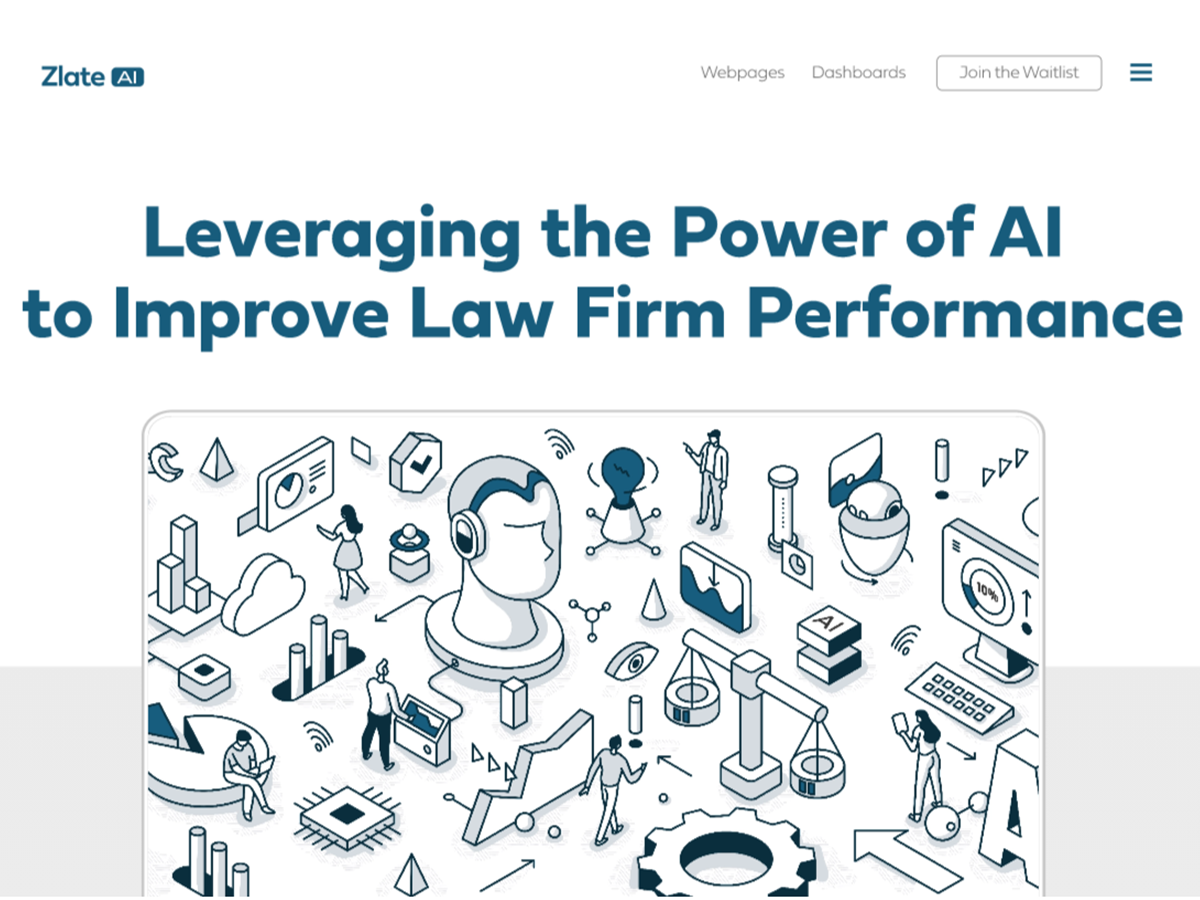 Zlate AI
Webpages
Dashboards
Join the Waitlist
Leveraging the Power of AI
to Improve Law Firm Performance
10%
AI
A